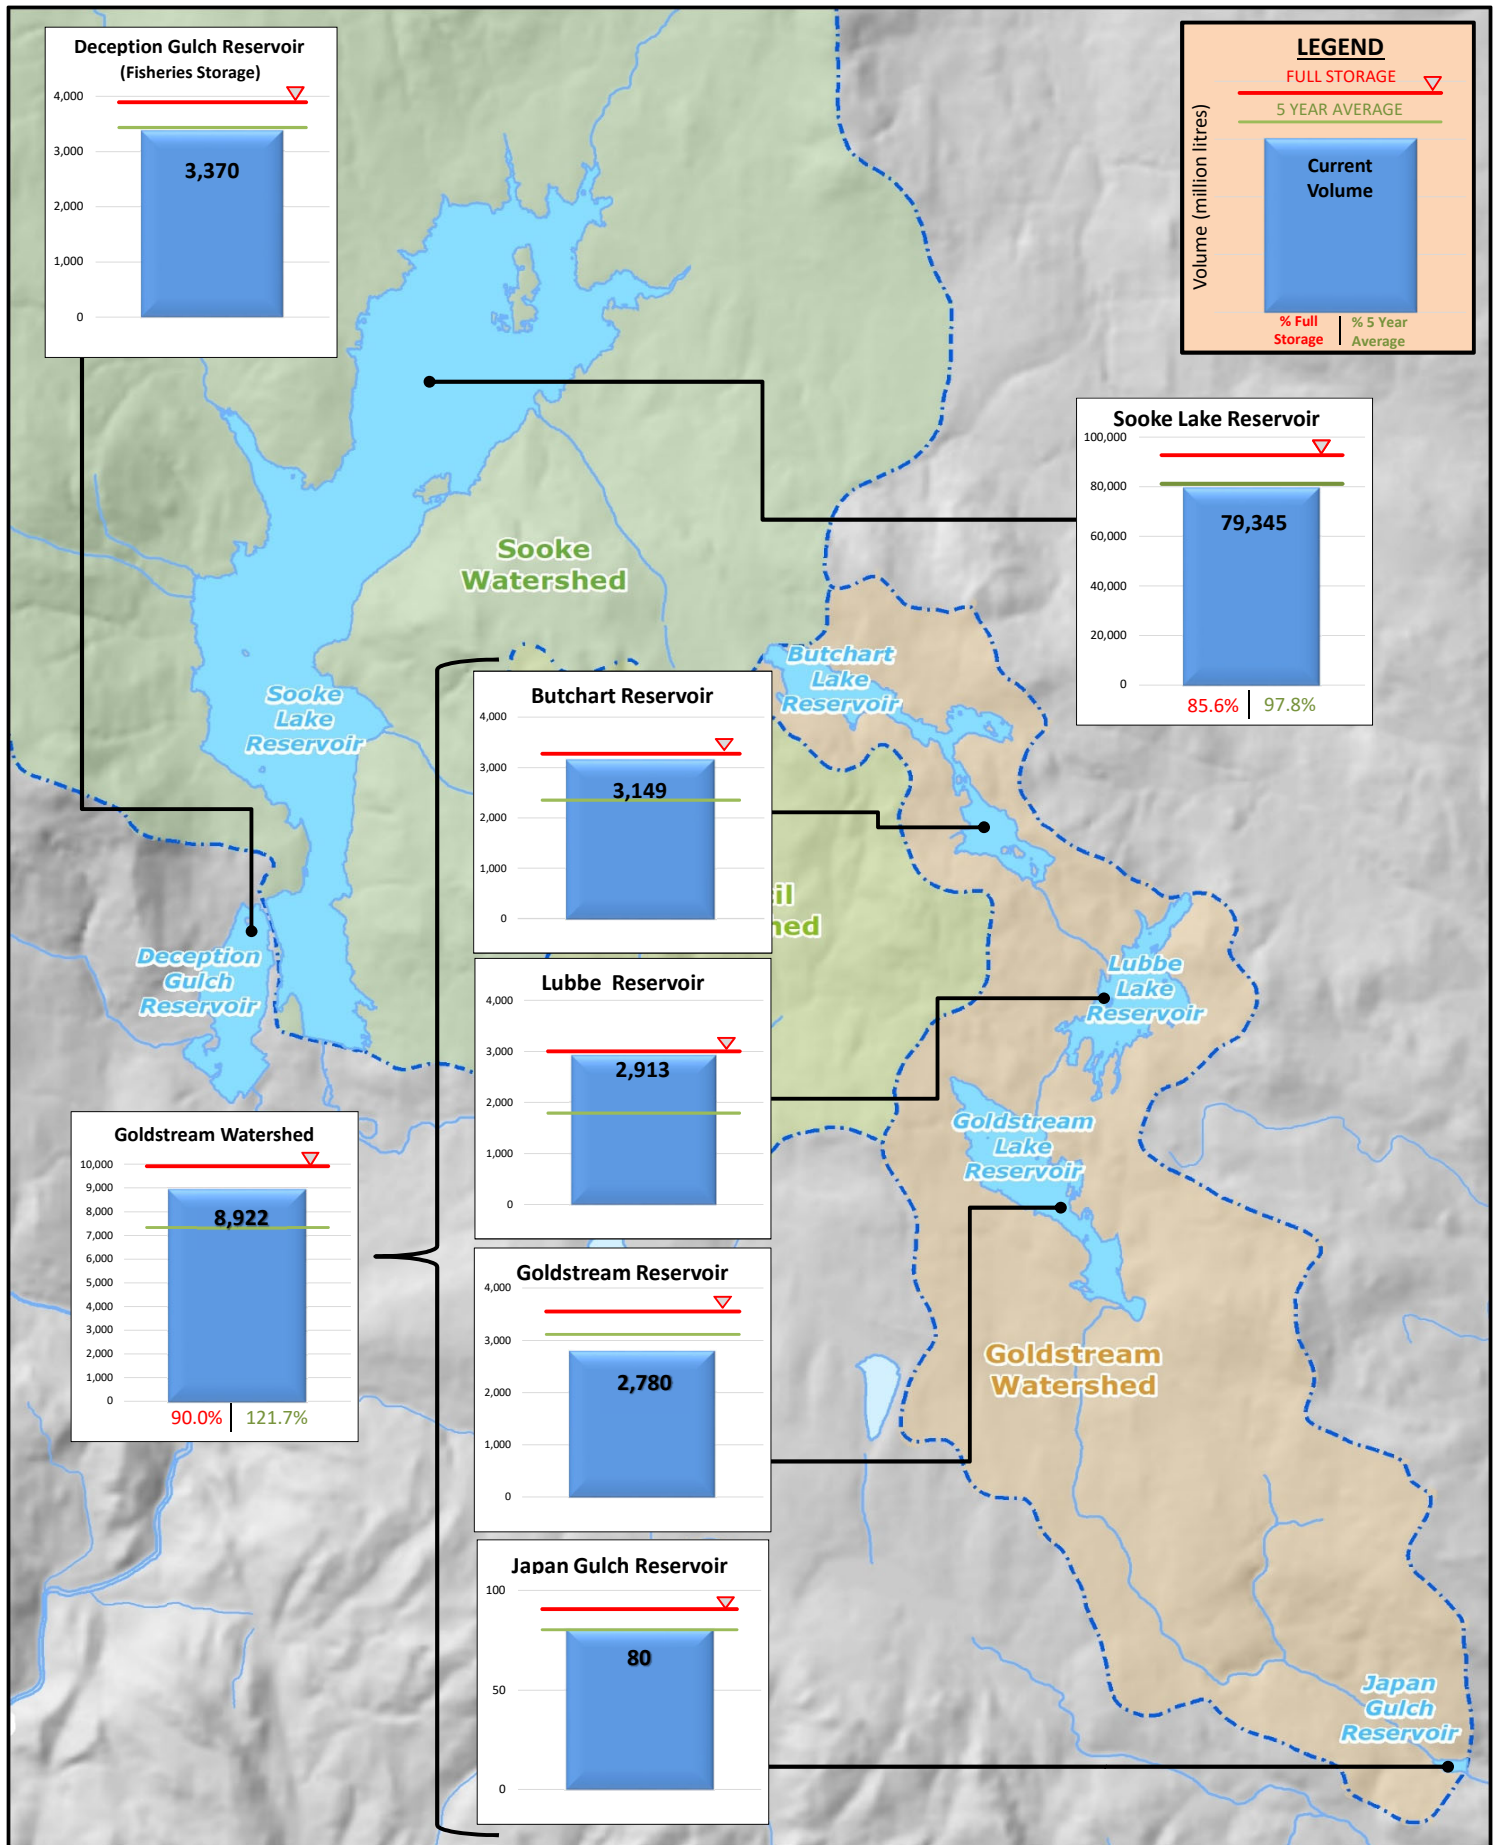 Deception Gulch Reservoir
(Fisheries Storage)
4,000
3,000
2,000
1,000
0
3,370
LEGEND
FULL STORAGE
5 YEAR AVERAGE
Volume (million litres)
Current
Volume
% Full
Storage
% 5 Year
Average
Sooke Lake Reservoir
100,000
80,000
60,000
40,000
20,000
0
79,345
85.6%
97.8%
Sooke
Watershed
Butchart
Lake
Reservoir
Sooke
Lake
Reservoir
Butchart Reservoir
4,000
3,000
2,000
1,000
0
3,149
il
hed
Deception
Gulch
Reservoir
Lubbe Reservoir
4,000
3,000
2,000
1,000
0
2,913
Lubbe
Lake
Reservoir
Goldstream Watershed
10,000
9,000
8,000
7,000
6,000
5,000
4,000
3,000
2,000
1,000
0
8,922
90.0%
121.7%
Goldstream
Lake
Reservoir
Goldstream Reservoir
4,000
3,000
2,000
1,000
0
2,780
Goldstream
Watershed
Japan Gulch Reservoir
100
50
0
80
Japan
Gulch
Reservoir